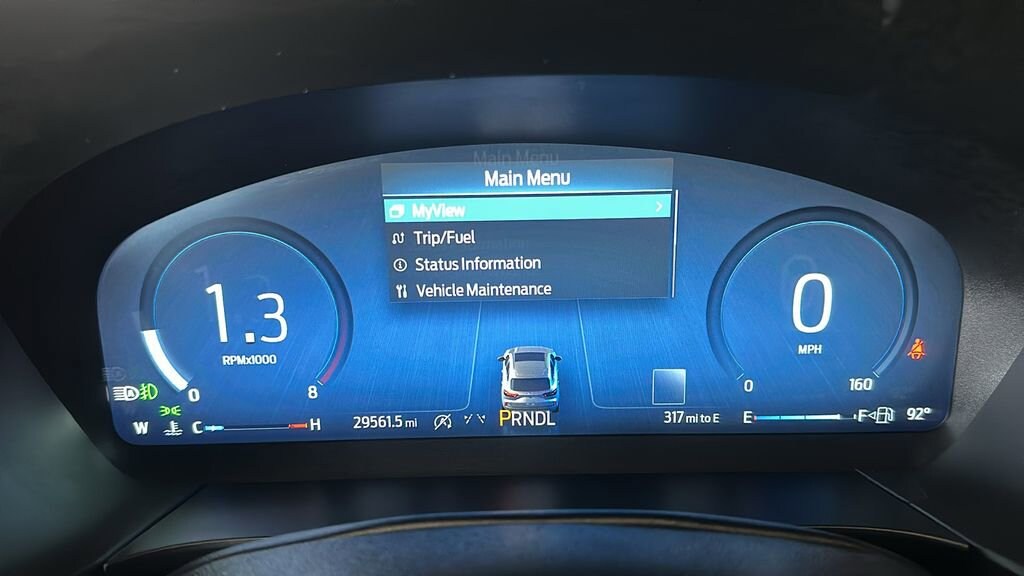 Main Menu
MyView
Trip/Fuel
Status Information
Vehicle Maintenance
1.3
RPMx1000
0
8
0
MPH
0
160
A
W
C
H
29561.5 mi
PRNDL
317 mi to E
E
F
92°